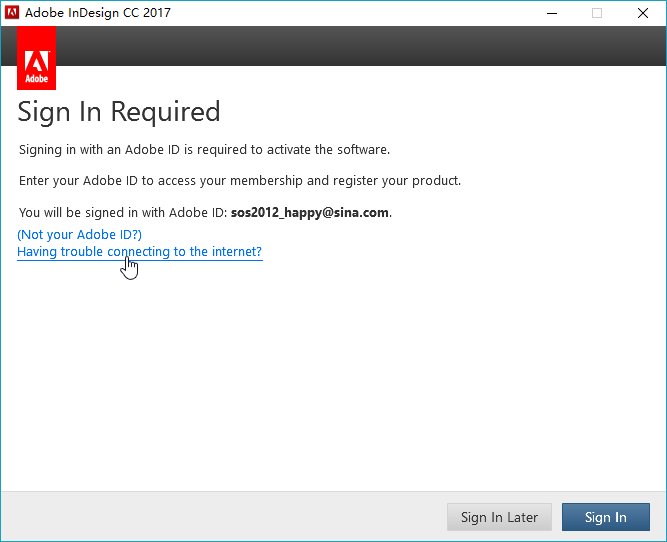 Adobe InDesign CC 2017
Adobe
Sign In Required
Signing in with an Adobe ID is required to activate the software.
Enter your Adobe ID to access your membership and register your product.
You will be signed in with Adobe ID: sos2012_happy@sina.com.
(Not your Adobe ID?)
Having trouble connecting to the internet?
Sign In Later
Sign In